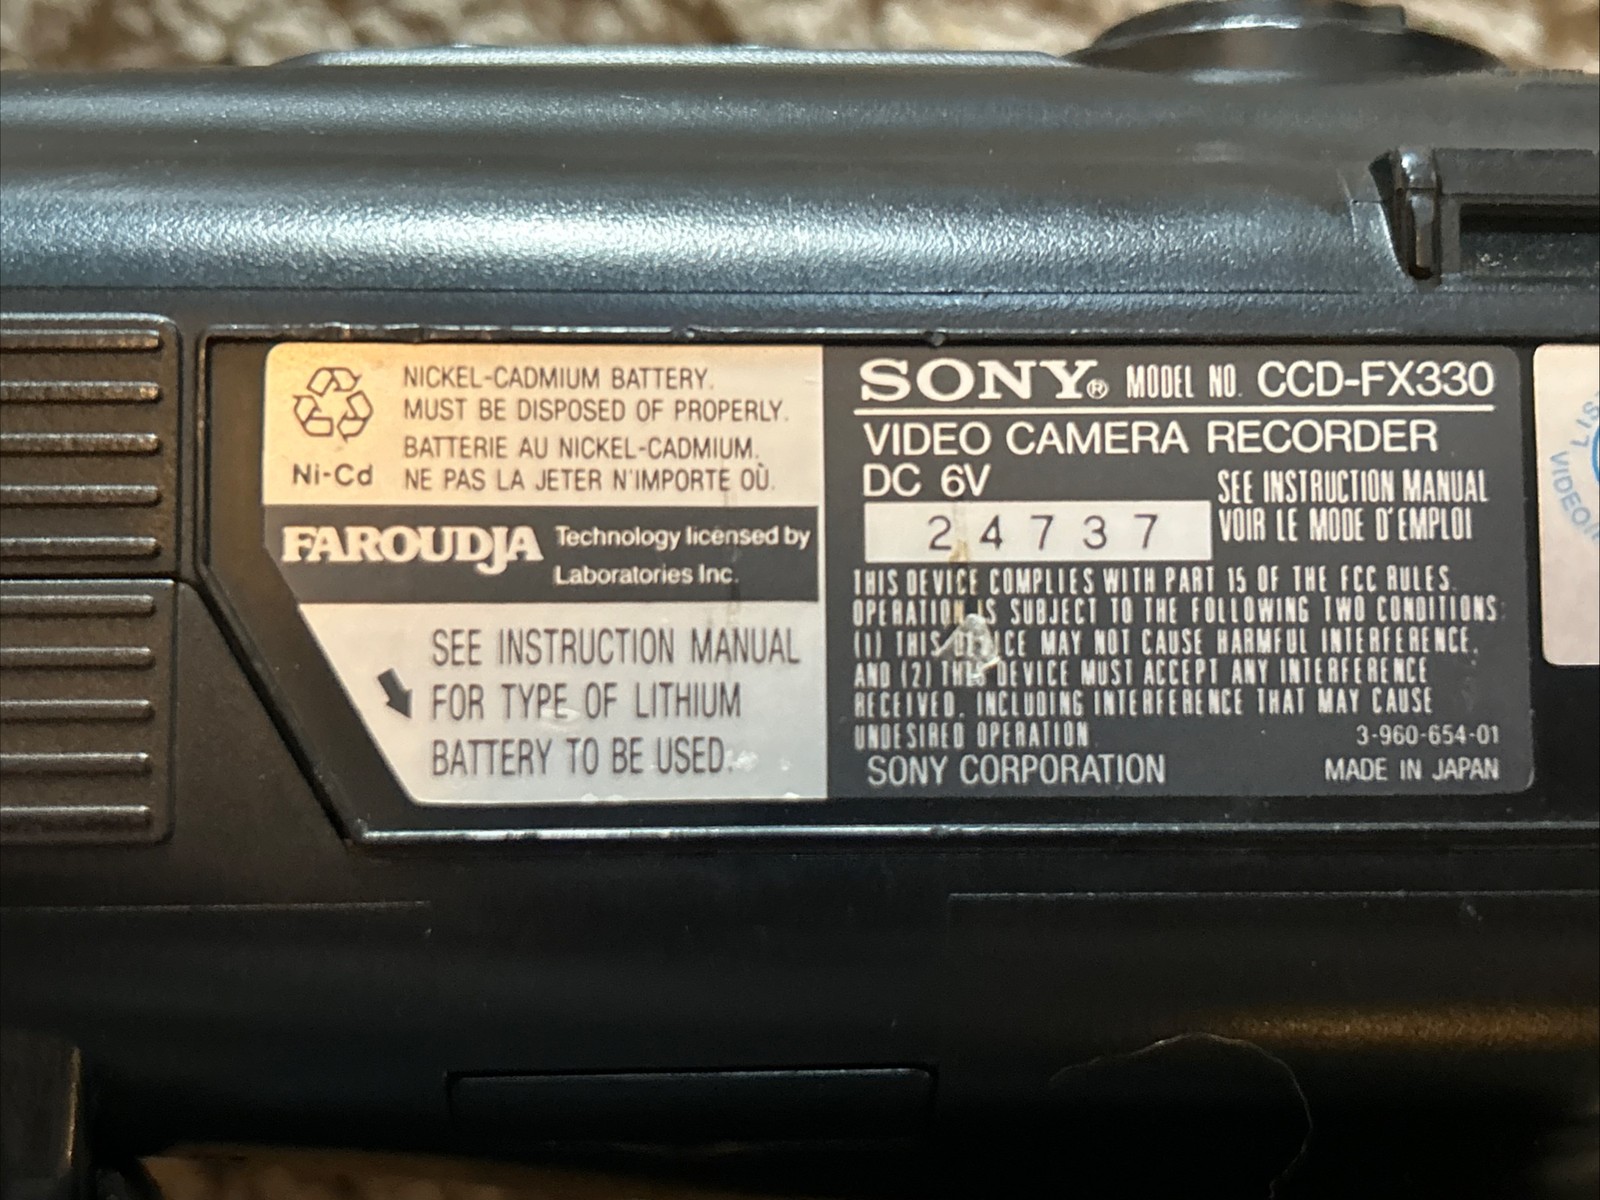 NICKEL-CADMIUM BATTERY.
MUST BE DISPOSED OF PROPERLY.
BATTERIE AU NICKEL-CADMIUM.
NE PAS LA JETER N'IMPORTE OÙ.
Ni-Cd
FAROUDJA Technology licensed by
Laboratories Inc.
SEE INSTRUCTION MANUAL
FOR TYPE OF LITHIUM
BATTERY TO BE USED.
SONY® MODEL NO. CCD-FX330
VIDEO CAMERA RECORDER
DC 6V
SEE INSTRUCTION MANUAL
VOIR LE MODE D'EMPLOI
24737
THIS DEVICE COMPLIES WITH PART 15 OF THE FCC RULES.
OPERATION IS SUBJECT TO THE FOLLOWING TWO CONDITIONS:
(1) THIS DEVICE MAY NOT CAUSE HARMFUL INTERFERENCE,
AND (2) THIS DEVICE MUST ACCEPT ANY INTERFERENCE
RECEIVED, INCLUDING INTERFERENCE THAT MAY CAUSE
UNDESIRED OPERATION.
3-960-654-01
SONY CORPORATION
MADE IN JAPAN
VIDEO